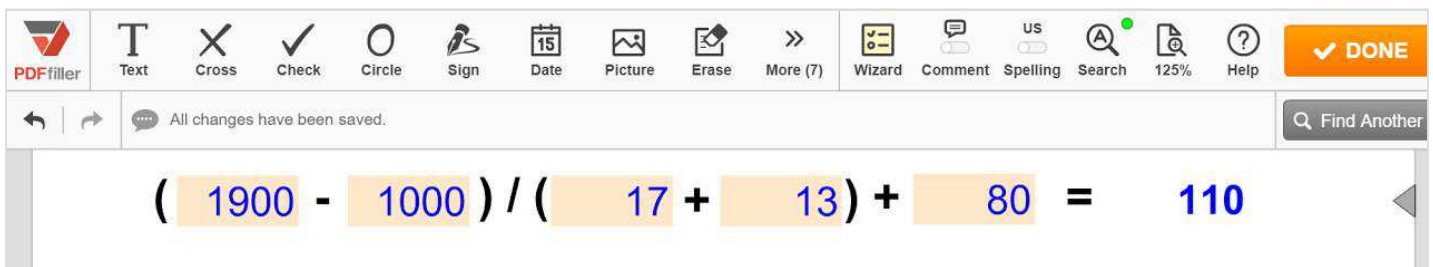 PDFfiller Text Cross Check Circle Sign 15 Date Picture Erase >> More (7) Wizard Comment US Spelling A Search 125% ? Help DONE
All changes have been saved. Find Another
( 1900 - 1000 ) / ( 17 + 13 ) + 80 = 110